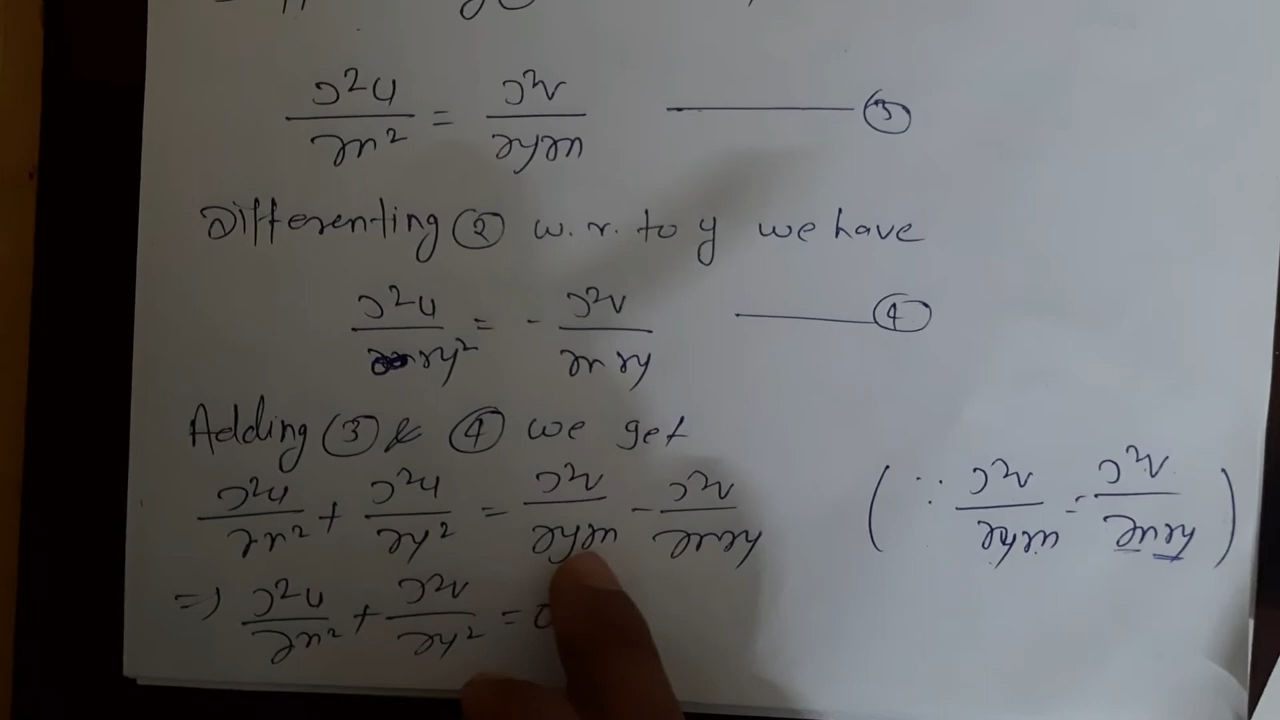 ∂²u/∂x² = ∂²v/∂y∂x ——— ③
Differenting ② w.r. to y we have
∂²u/∂y² = - ∂²v/∂x∂y ——— ④
Adding ③ & ④ we get
∂²u/∂x² + ∂²u/∂y² = ∂²v/∂y∂x - ∂²v/∂x∂y (∵ ∂²v/∂y∂x = ∂²v/∂x∂y)
=) ∂²u/∂x² + ∂²v/∂y² = 0